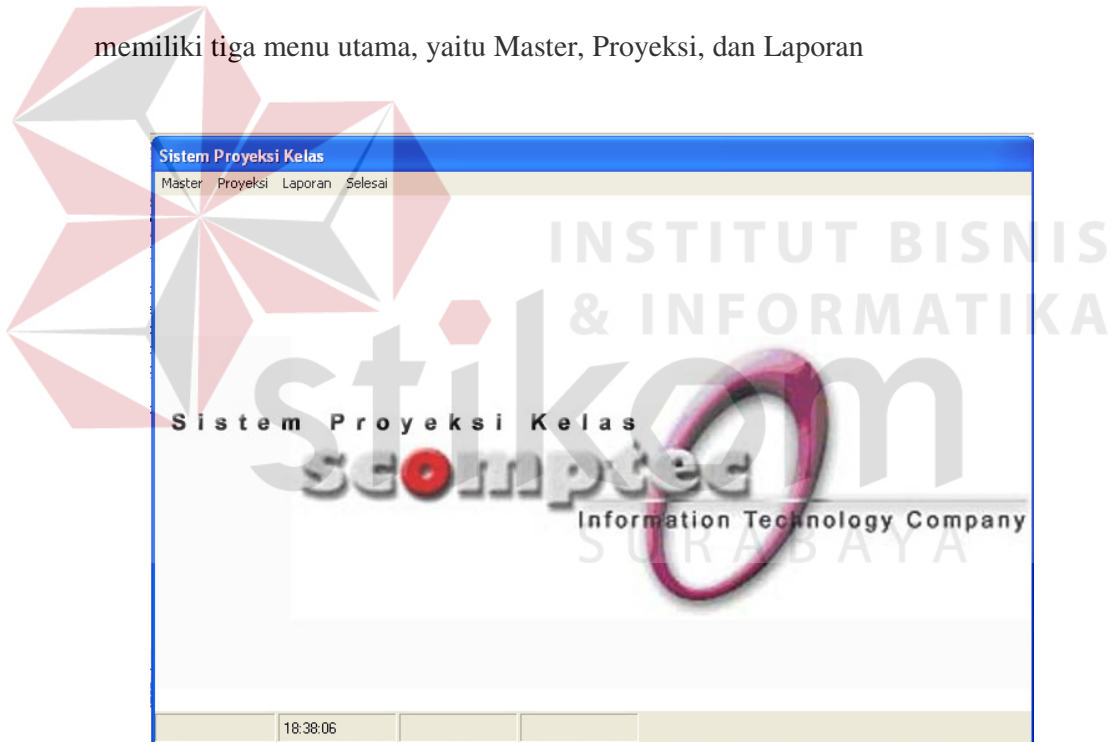 memiliki tiga menu utama, yaitu Master, Proyeksi, dan Laporan
Sistem Proyeksi Kelas
Master Proyeksi Laporan Selesai
INSTITUT BISNIS
& INFORMATIKA
stikom
Sistem Proyeksi Kelas
scomptec
Information Technology Company
SURABAYA
18:38:06